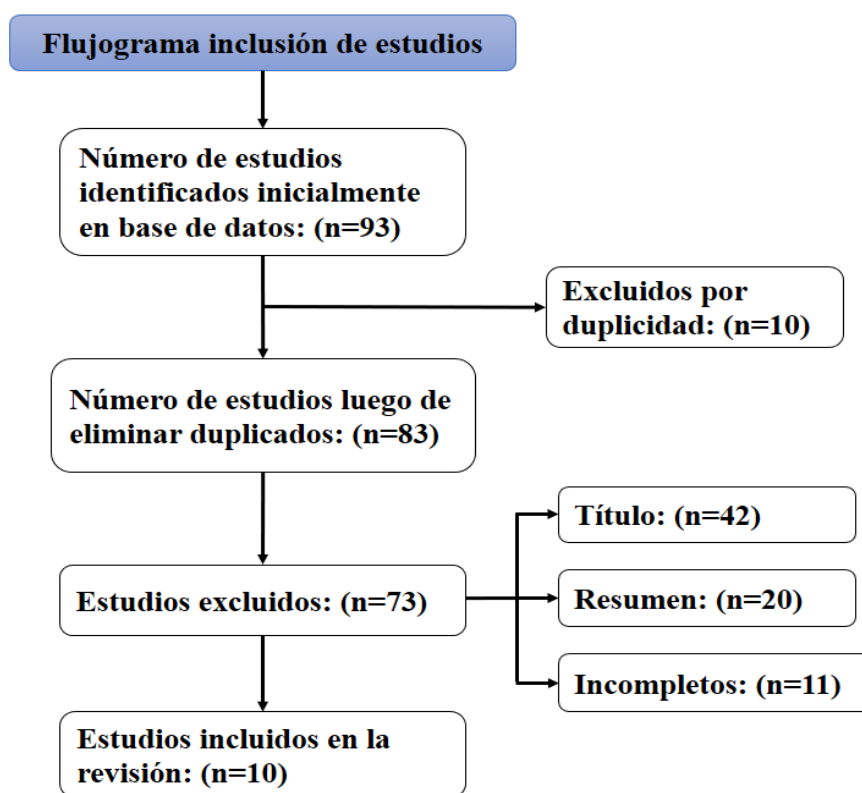 Flujograma inclusión de estudios
Número de estudios
identificados inicialmente
en base de datos: (n=93)
Excluidos por
duplicidad: (n=10)
Número de estudios luego de
eliminar duplicados: (n=83)
Título: (n=42)
Estudios excluidos: (n=73)
Resumen: (n=20)
Incompletos: (n=11)
Estudios incluidos en la
revisión: (n=10)